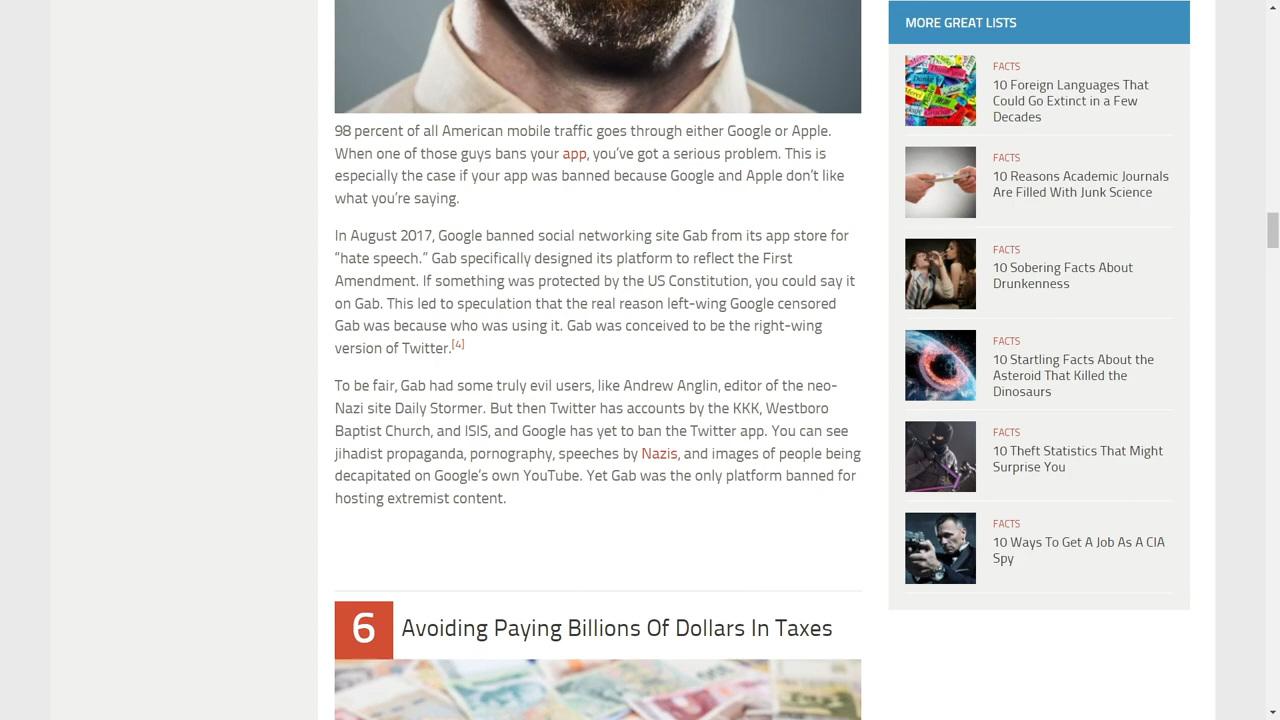 98 percent of all American mobile traffic goes through either Google or Apple.
When one of those guys bans your app, you’ve got a serious problem. This is
especially the case if your app was banned because Google and Apple don’t like
what you’re saying.
In August 2017, Google banned social networking site Gab from its app store for
“hate speech.” Gab specifically designed its platform to reflect the First
Amendment. If something was protected by the US Constitution, you could say it
on Gab. This led to speculation that the real reason left-wing Google censored
Gab was because who was using it. Gab was conceived to be the right-wing
version of Twitter.[4]
To be fair, Gab had some truly evil users, like Andrew Anglin, editor of the neo-
Nazi site Daily Stormer. But then Twitter has accounts by the KKK, Westboro
Baptist Church, and ISIS, and Google has yet to ban the Twitter app. You can see
jihadist propaganda, pornography, speeches by Nazis, and images of people being
decapitated on Google’s own YouTube. Yet Gab was the only platform banned for
hosting extremist content.
6 Avoiding Paying Billions Of Dollars In Taxes
MORE GREAT LISTS
FACTS
10 Foreign Languages That
Could Go Extinct in a Few
Decades
FACTS
10 Reasons Academic Journals
Are Filled With Junk Science
FACTS
10 Sobering Facts About
Drunkenness
FACTS
10 Startling Facts About the
Asteroid That Killed the
Dinosaurs
FACTS
10 Theft Statistics That Might
Surprise You
FACTS
10 Ways To Get A Job As A CIA
Spy